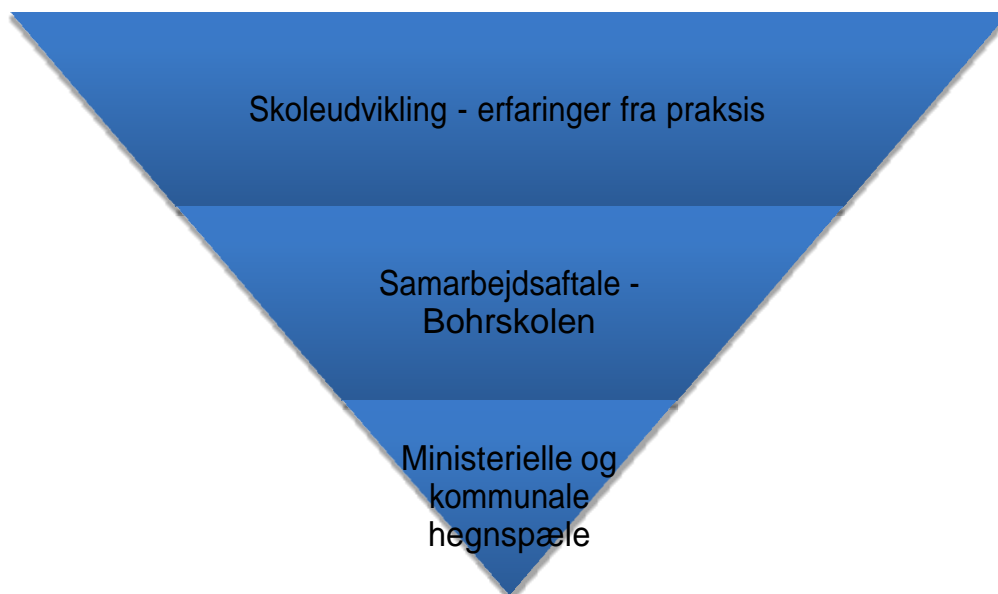 Skoleudvikling - erfaringer fra praksis
Samarbejdsaftale -
Bohrskolen
Ministerielle og
kommunale
hegnspæle